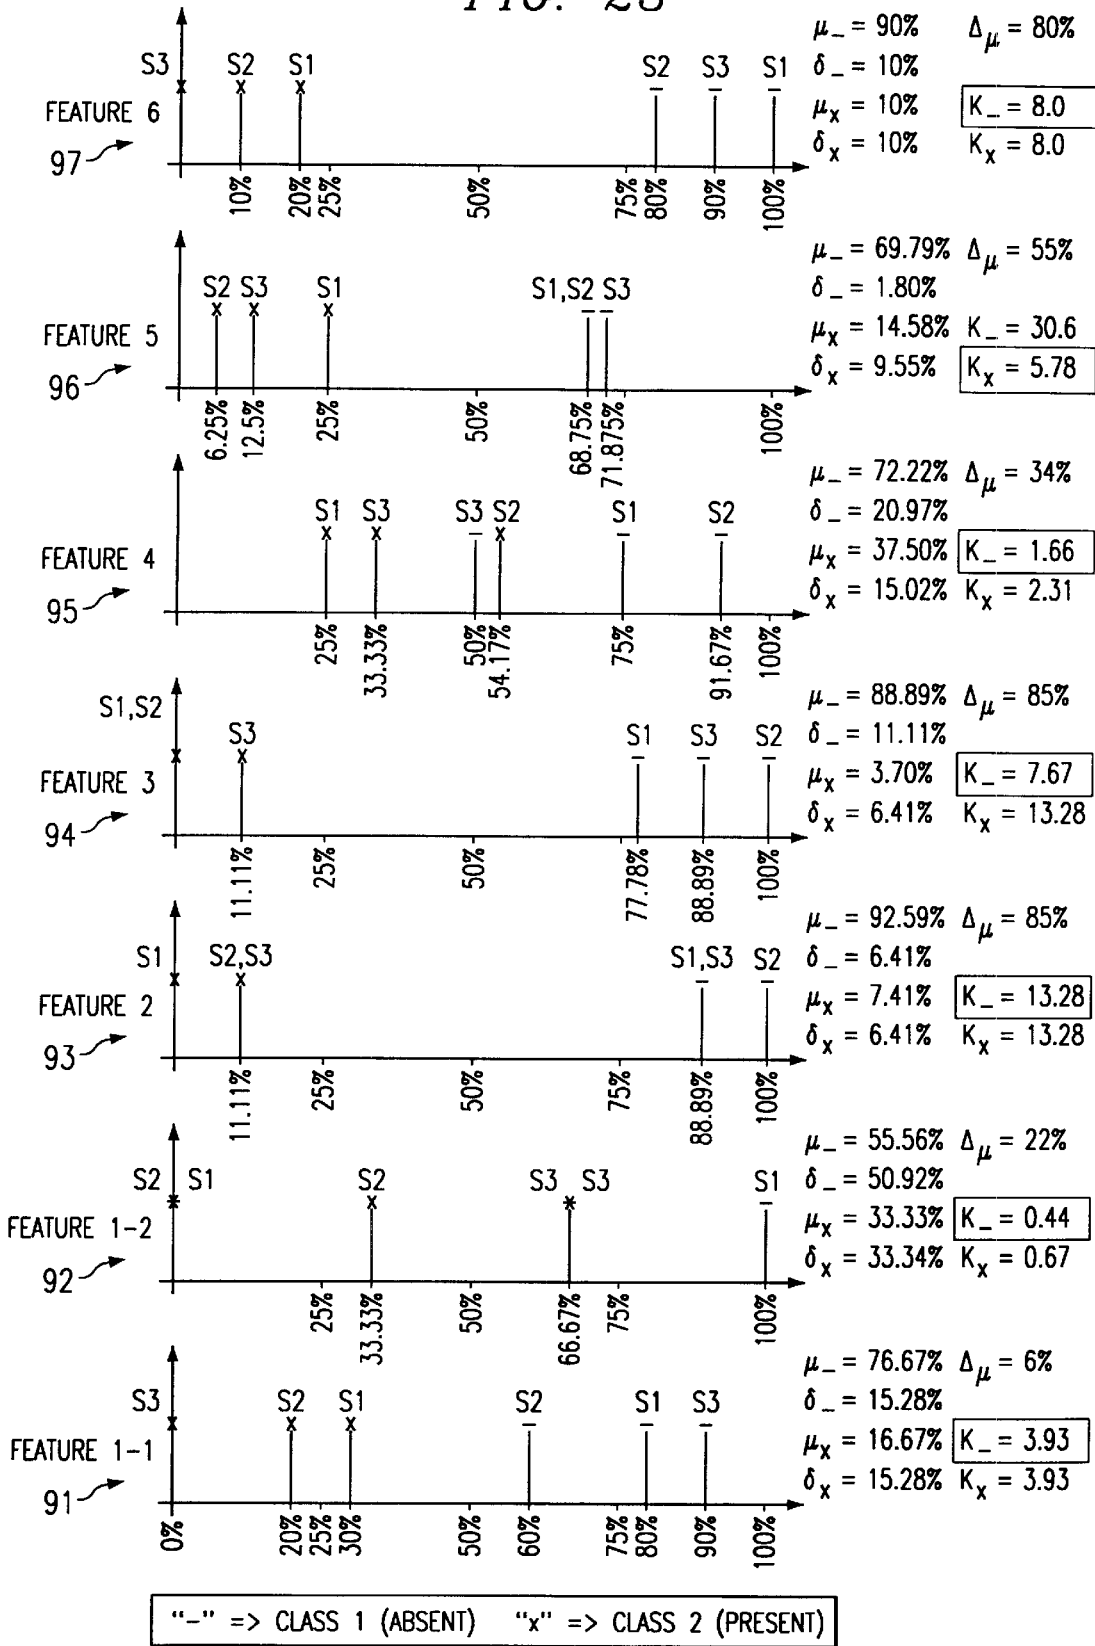 FIG. 23
S3 S2 S1 S2 S3 S1
FEATURE 6
97
10% 20% 25% 50% 75% 80% 90% 100%
μ_ = 90% Δμ = 80%
δ_ = 10%
μx = 10% K_ = 8.0
δx = 10% Kx = 8.0
S2 S3 S1 S1,S2 S3
FEATURE 5
96
6.25% 12.5% 25% 50% 68.75% 71.875% 100%
μ_ = 69.79% Δμ = 55%
δ_ = 1.80%
μx = 14.58% K_ = 30.6
δx = 9.55% Kx = 5.78
S1 S3 S3 S2 S1 S2
FEATURE 4
95
25% 33.33% 50% 54.17% 75% 91.67% 100%
μ_ = 72.22% Δμ = 34%
δ_ = 20.97%
μx = 37.50% K_ = 1.66
δx = 15.02% Kx = 2.31
S1,S2 S3 S1 S3 S2
FEATURE 3
94
11.11% 25% 50% 77.78% 88.89% 100%
μ_ = 88.89% Δμ = 85%
δ_ = 11.11%
μx = 3.70% K_ = 7.67
δx = 6.41% Kx = 13.28
S1 S2,S3 S1,S3 S2
FEATURE 2
93
11.11% 25% 50% 75% 88.89% 100%
μ_ = 92.59% Δμ = 85%
δ_ = 6.41%
μx = 7.41% K_ = 13.28
δx = 6.41% Kx = 13.28
S2 S1 S2 S3 S3 S1
FEATURE 1-2
92
25% 33.33% 50% 66.67% 75% 100%
μ_ = 55.56% Δμ = 22%
δ_ = 50.92%
μx = 33.33% K_ = 0.44
δx = 33.34% Kx = 0.67
S3 S2 S1 S2 S1 S3
FEATURE 1-1
91
0% 20% 25% 30% 50% 60% 75% 80% 90% 100%
μ_ = 76.67% Δμ = 6%
δ_ = 15.28%
μx = 16.67% K_ = 3.93
δx = 15.28% Kx = 3.93
“-” => CLASS 1 (ABSENT) “x” => CLASS 2 (PRESENT)